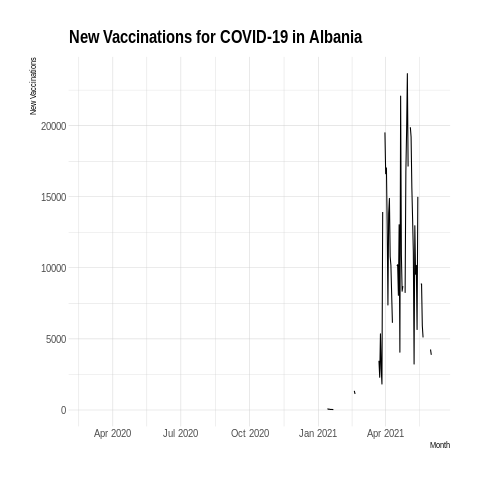 New Vaccinations for COVID-19 in Albania
New Vaccinations
20000
15000
10000
5000
0
Apr 2020 Jul 2020 Oct 2020 Jan 2021 Apr 2021
Month